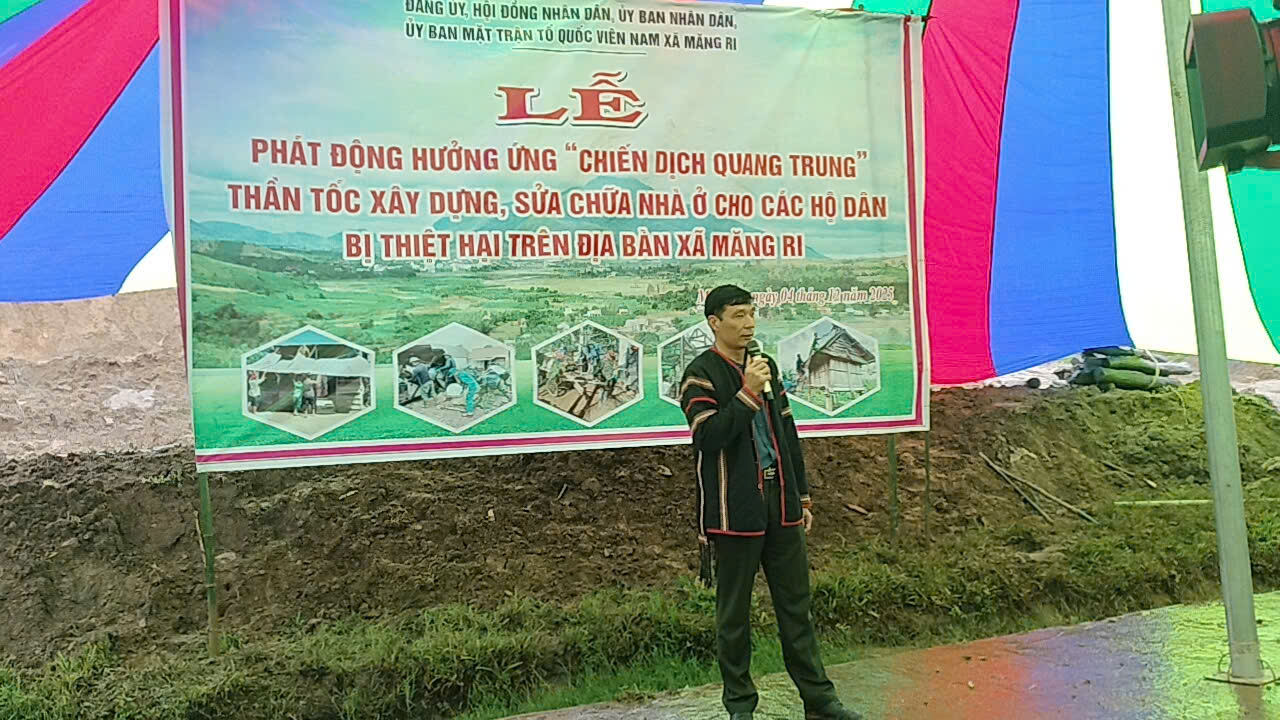 ĐẢNG ỦY, HỘI ĐỒNG NHÂN DÂN, ỦY BAN NHÂN DÂN,
ỦY BAN MẶT TRẬN TỔ QUỐC VIÊN NAM XÃ MĂNG RI
LỄ
PHÁT ĐỘNG HƯỞNG ỨNG “CHIẾN DỊCH QUANG TRUNG”
THẦN TỐC XÂY DỰNG, SỬA CHỮA NHÀ Ở CHO CÁC HỘ DÂN
BỊ THIỆT HẠI TRÊN ĐỊA BÀN XÃ MĂNG RI
ngày 04 tháng 12 năm 2025